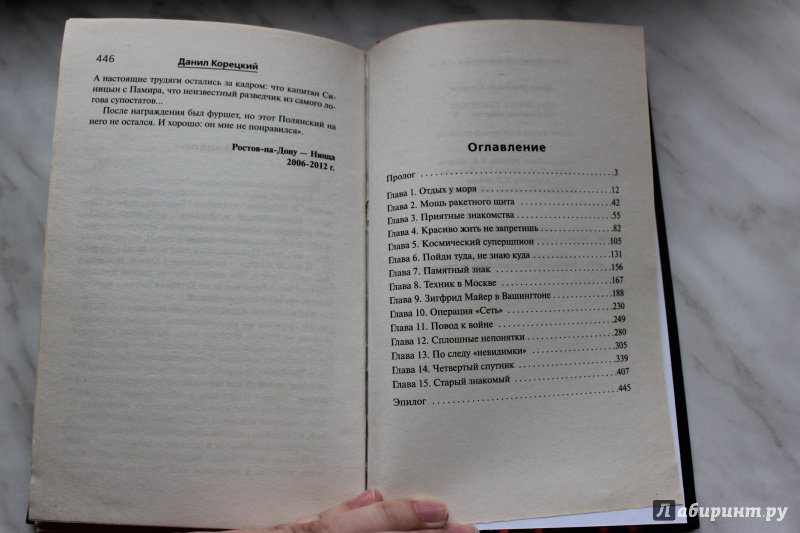 446
Данил Корецкий
А настоящие трудяги остались за кадром: что капитан Си-
ницын с Памира, что неизвестный разведчик из самого ло-
гова супостатов...
После награждения был фуршет, но этот Полянский на
него не остался. И хорошо: он мне не понравился».
Ростов-на-Дону — Ницца
2006-2012 г.
Оглавление
Пролог ........ 3
Глава 1. Отдых у моря ........ 12
Глава 2. Мощь ракетного щита ........ 42
Глава 3. Приятные знакомства ........ 55
Глава 4. Красиво жить не запретишь ........ 82
Глава 5. Космический супершпион ........ 105
Глава 6. Пойди туда, не знаю куда ........ 131
Глава 7. Памятный знак ........ 156
Глава 8. Техник в Москве ........ 167
Глава 9. Зигфрид Майер в Вашингтоне ........ 188
Глава 10. Операция «Сеть» ........ 230
Глава 11. Повод к войне ........ 249
Глава 12. Сплошные непонятки ........ 280
Глава 13. По следу «невидимки» ........ 305
Глава 14. Четвертый спутник ........ 339
Глава 15. Старый знакомый ........ 407
Эпилог ........ 445
Лабиринт.ру